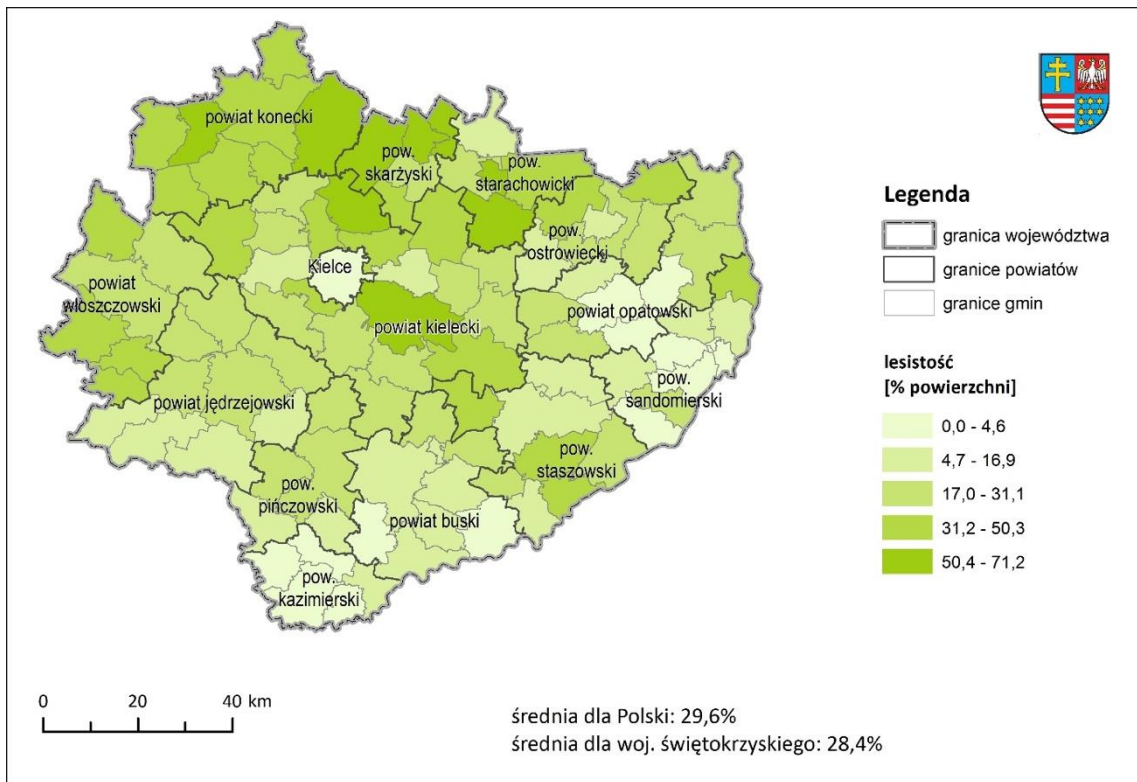 powiat konecki
pow.
skarżyski
pow.
starachowicki
pow.
ostrowiecki
Kielce
powiat
włoszczowski
powiat kielecki
powiat opatowski
powiat jędrzejowski
pow.
sandomierski
pow.
staszowski
pow.
pińczowski
powiat buski
pow.
kazimierski
Legenda
granica województwa
granice powiatów
granice gmin
lesistość
[% powierzchni]
0,0 - 4,6
4,7 - 16,9
17,0 - 31,1
31,2 - 50,3
50,4 - 71,2
0 20 40 km
średnia dla Polski: 29,6%
średnia dla woj. świętokrzyskiego: 28,4%